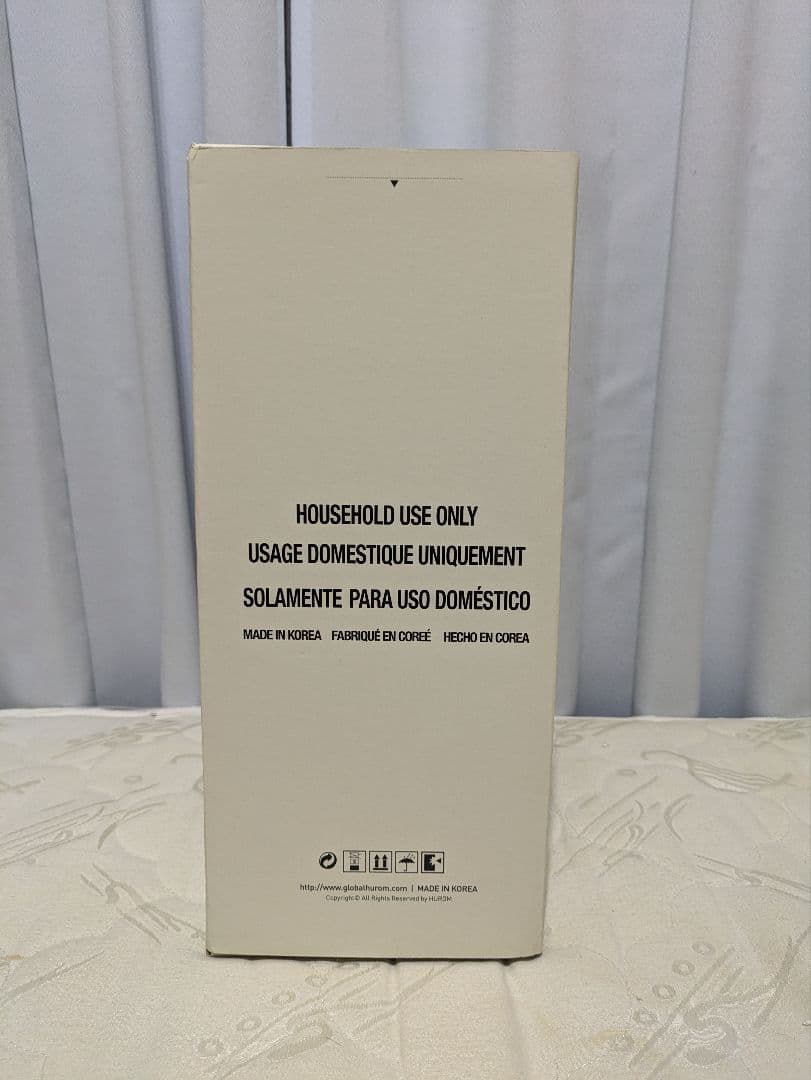 HOUSEHOLD USE ONLY
USAGE DOMESTIQUE UNIQUEMENT
SOLAMENTE PARA USO DOMÉSTICO
MADE IN KOREA FABRIQUÉ EN COREÉ HECHO EN COREA
http://www.globalhurom.com | MADE IN KOREA
Copyright© All Rights Reserved by HUROM